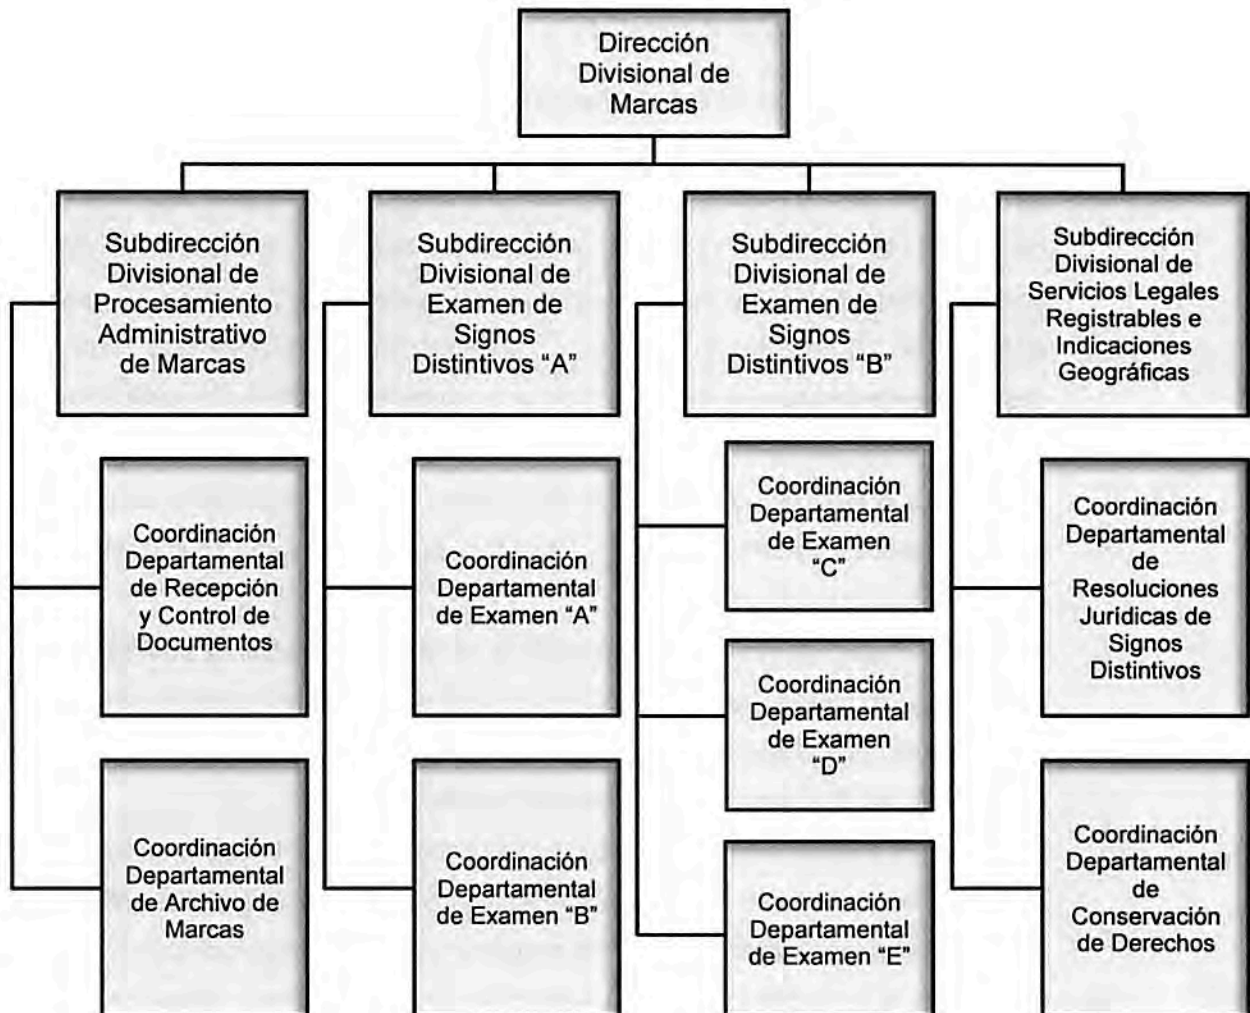 Dirección
Divisional de
Marcas
Subdirección
Divisional de
Procesamiento
Administrativo
de Marcas
Subdirección
Divisional de
Examen de
Signos
Distintivos “A”
Subdirección
Divisional de
Examen de
Signos
Distintivos “B”
Subdirección
Divisional de
Servicios Legales
Registrables e
Indicaciones
Geográficas
Coordinación
Departamental
de Recepción
y Control de
Documentos
Coordinación
Departamental
de Examen “A”
Coordinación
Departamental
de Examen
“C”
Coordinación
Departamental
de
Resoluciones
Jurídicas de
Signos
Distintivos
Coordinación
Departamental
de Examen
“D”
Coordinación
Departamental
de Archivo de
Marcas
Coordinación
Departamental
de Examen “B”
Coordinación
Departamental
de Examen “E”
Coordinación
Departamental
de
Conservación
de Derechos